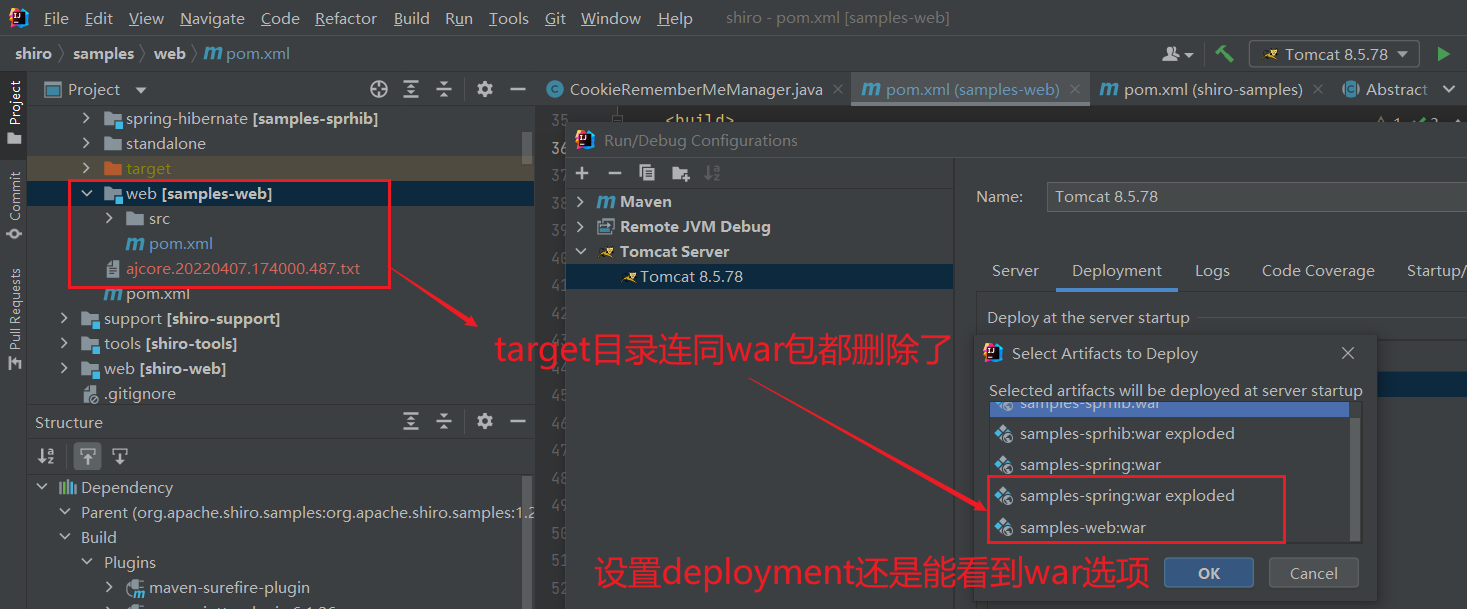 File Edit View Navigate Code Refactor Build Run Tools Git Window Help shiro - pom.xml [samples-web]
shiro samples web pom.xml
Tomcat 8.5.78
Project
Commit
Pull Requests
Project
spring-hibernate [samples-sprhib]
standalone
target
web [samples-web]
src
pom.xml
ajcore.20220407.174000.487.txt
pom.xml
support [shiro-support]
tools [shiro-tools]
web [shiro-web]
.gitignore
Structure
Dependency
Parent (org.apache.shiro.samples:org.apache.shiro.samples:1.2
Build
Plugins
maven-surefire-plugin
CookieRememberMeManager.java pom.xml (samples-web) pom.xml (shiro-samples) Abstract
35 <build>
36
37
38
39
40
41
42
43
44
45
46
47
48
49
50
51
52
Run/Debug Configurations
Maven
Remote JVM Debug
Tomcat Server
Tomcat 8.5.78
Name: Tomcat 8.5.78
Server Deployment Logs Code Coverage Startup/
Deploy at the server startup
target目录连同war包都删除了
Select Artifacts to Deploy
Selected artifacts will be deployed at server startup
samples-sprhib:war
samples-sprhib:war exploded
samples-spring:war
samples-spring:war exploded
samples-web:war
设置deployment还是能看到war选项
OK Cancel